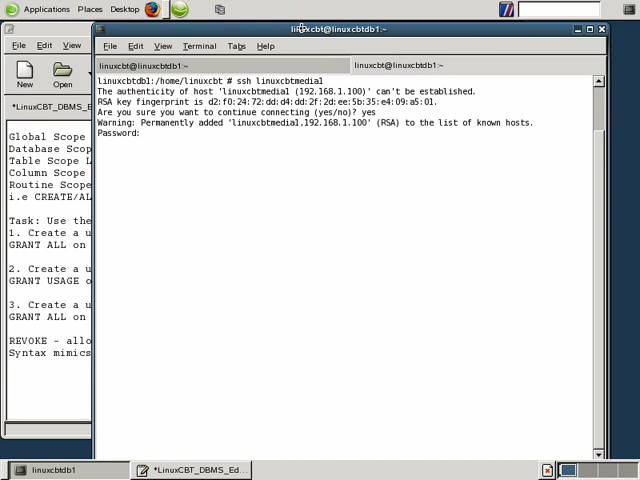 Applications Places Desktop
linuxcbt@linuxcbtdb1:~
File Edit View
File Edit View Terminal Tabs Help
New
Open
linuxcbt@linuxcbtdb1:~
linuxcbt@linuxcbtdb1:~
*LinuxCBT_DBMS_E
linuxcbtdb1:/home/linuxcbt # ssh linuxcbtmedia1
The authenticity of host 'linuxcbtmedia1 (192.168.1.100)' can't be established.
RSA key fingerprint is d2:f0:24:72:dd:d4:dd:2f:2d:ee:5b:35:e4:09:a5:01.
Are you sure you want to continue connecting (yes/no)? yes
Warning: Permanently added 'linuxcbtmedia1,192.168.1.100' (RSA) to the list of known hosts.
Password:
Global Scope
Database Scop
Table Scope L
Column Scope
Routine Scope
i.e CREATE/AL
Task: Use the
1. Create a u
GRANT ALL on
2. Create a u
GRANT USAGE o
3. Create a u
GRANT ALL on
REVOKE - allo
Syntax mimics
linuxcbtdb1
*LinuxCBT_DBMS_Ed...